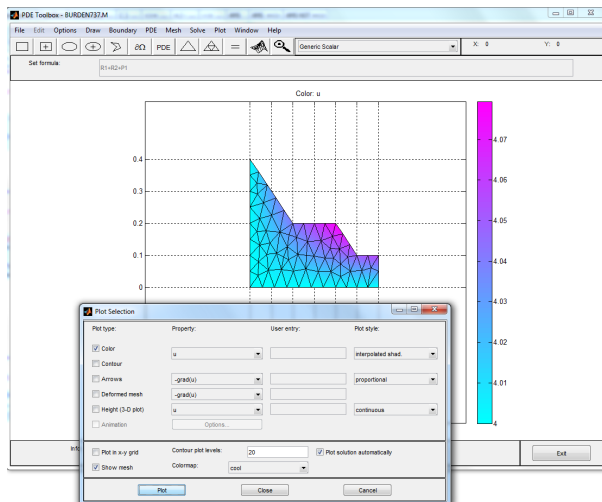 PDE Toolbox - BURDEN737.M
File Edit Options Draw Boundary PDE Mesh Solve Plot Window Help
∂Ω PDE = Generic Scalar X: 0 Y: 0
Set formula: R1+R2+P1
Color: u
0.4
0.3
0.2
0.1
0
4.07
4.06
4.05
4.04
4.03
4.02
4.01
4
Plot Selection
Plot type: Property: User entry: Plot style:
Color u interpolated shad.
Contour
Arrows -grad(u) proportional
Deformed mesh -grad(u)
Height (3-D plot) u continuous
Animation Options...
Plot in x-y grid Contour plot levels: 20 Plot solution automatically
Show mesh Colormap: cool
Plot Close Cancel
Exit